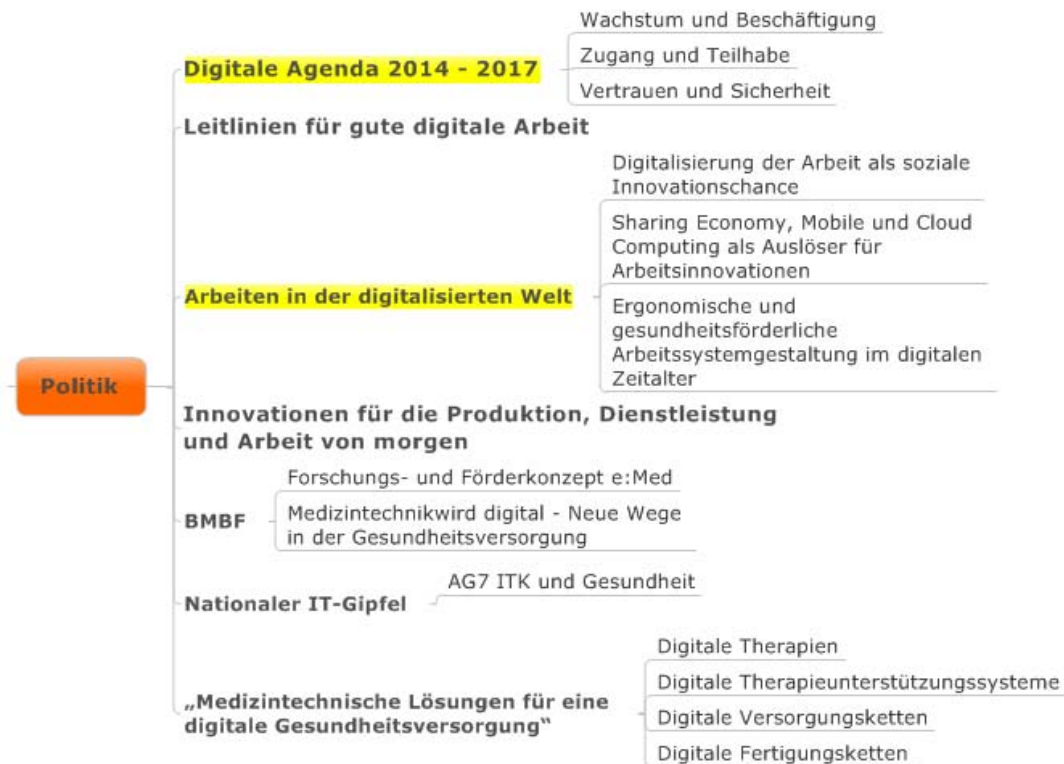 Politik
Digitale Agenda 2014 - 2017
Wachstum und Beschäftigung
Zugang und Teilhabe
Vertrauen und Sicherheit
Leitlinien für gute digitale Arbeit
Arbeiten in der digitalisierten Welt
Digitalisierung der Arbeit als soziale
Innovationschance
Sharing Economy, Mobile und Cloud
Computing als Auslöser für
Arbeitsinnovationen
Ergonomische und
gesundheitsförderliche
Arbeitssystemgestaltung im digitalen
Zeitalter
Innovationen für die Produktion, Dienstleistung
und Arbeit von morgen
BMBF
Forschungs- und Förderkonzept e:Med
Medizintechnikwird digital - Neue Wege
in der Gesundheitsversorgung
Nationaler IT-Gipfel
AG7 ITK und Gesundheit
„Medizintechnische Lösungen für eine
digitale Gesundheitsversorgung“
Digitale Therapien
Digitale Therapieunterstützungssysteme
Digitale Versorgungsketten
Digitale Fertigungsketten